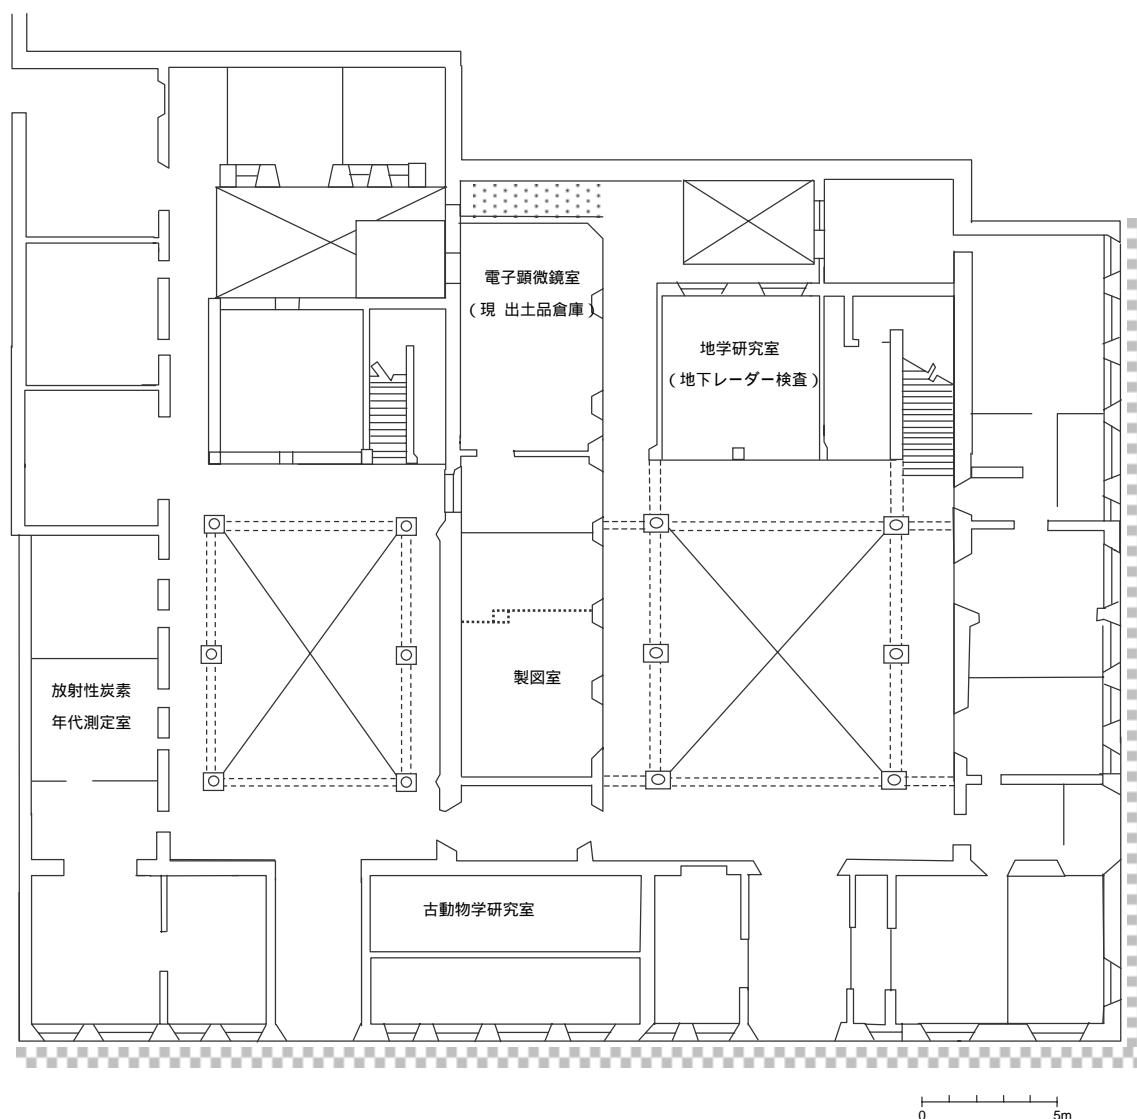 電子顕微鏡室
(現 出土品倉庫)
地学研究室
(地下レーダー検査)
放射性炭素
年代測定室
製図室
古動物学研究室
0 5m